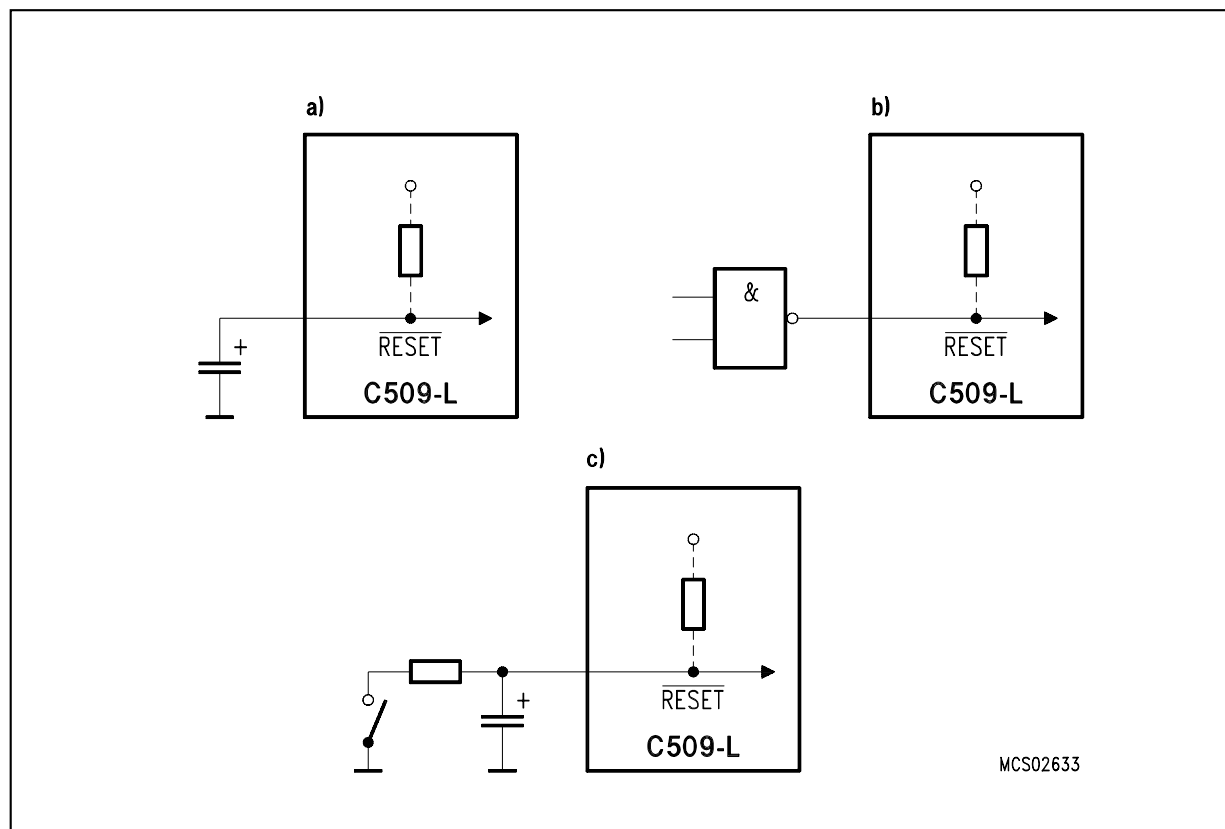 a)
b)
+
RESET
C509-L
&
RESET
C509-L
c)
+
RESET
C509-L
MCS02633